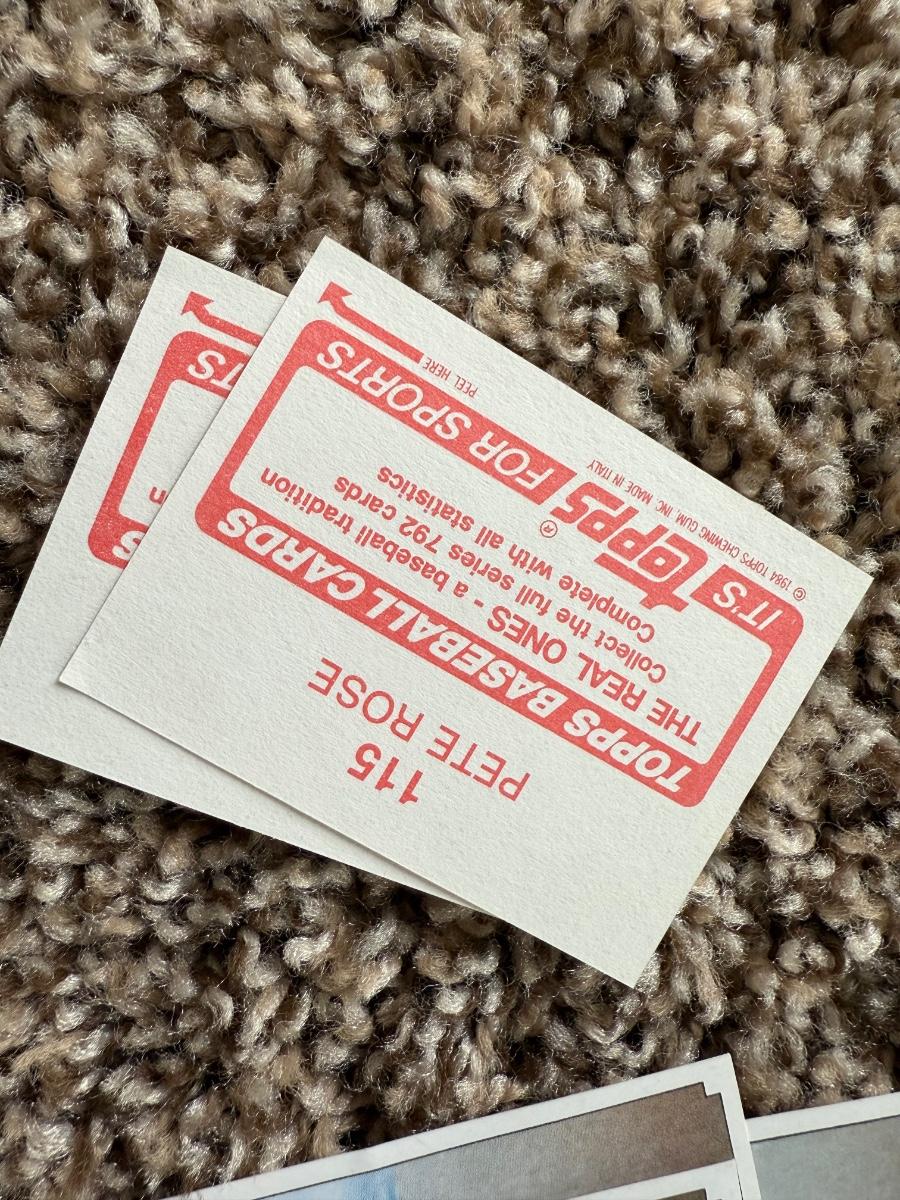 115
PETE ROSE
TOPPS BASEBALL CARDS
THE REAL ONES - a baseball tradition
Collect the full series 792 cards
Complete with all statistics
IT'S Topps® FOR SPORTS
© 1984 TOPPS CHEWING GUM, INC. MADE IN ITALY
PEEL HERE
S
n
TS